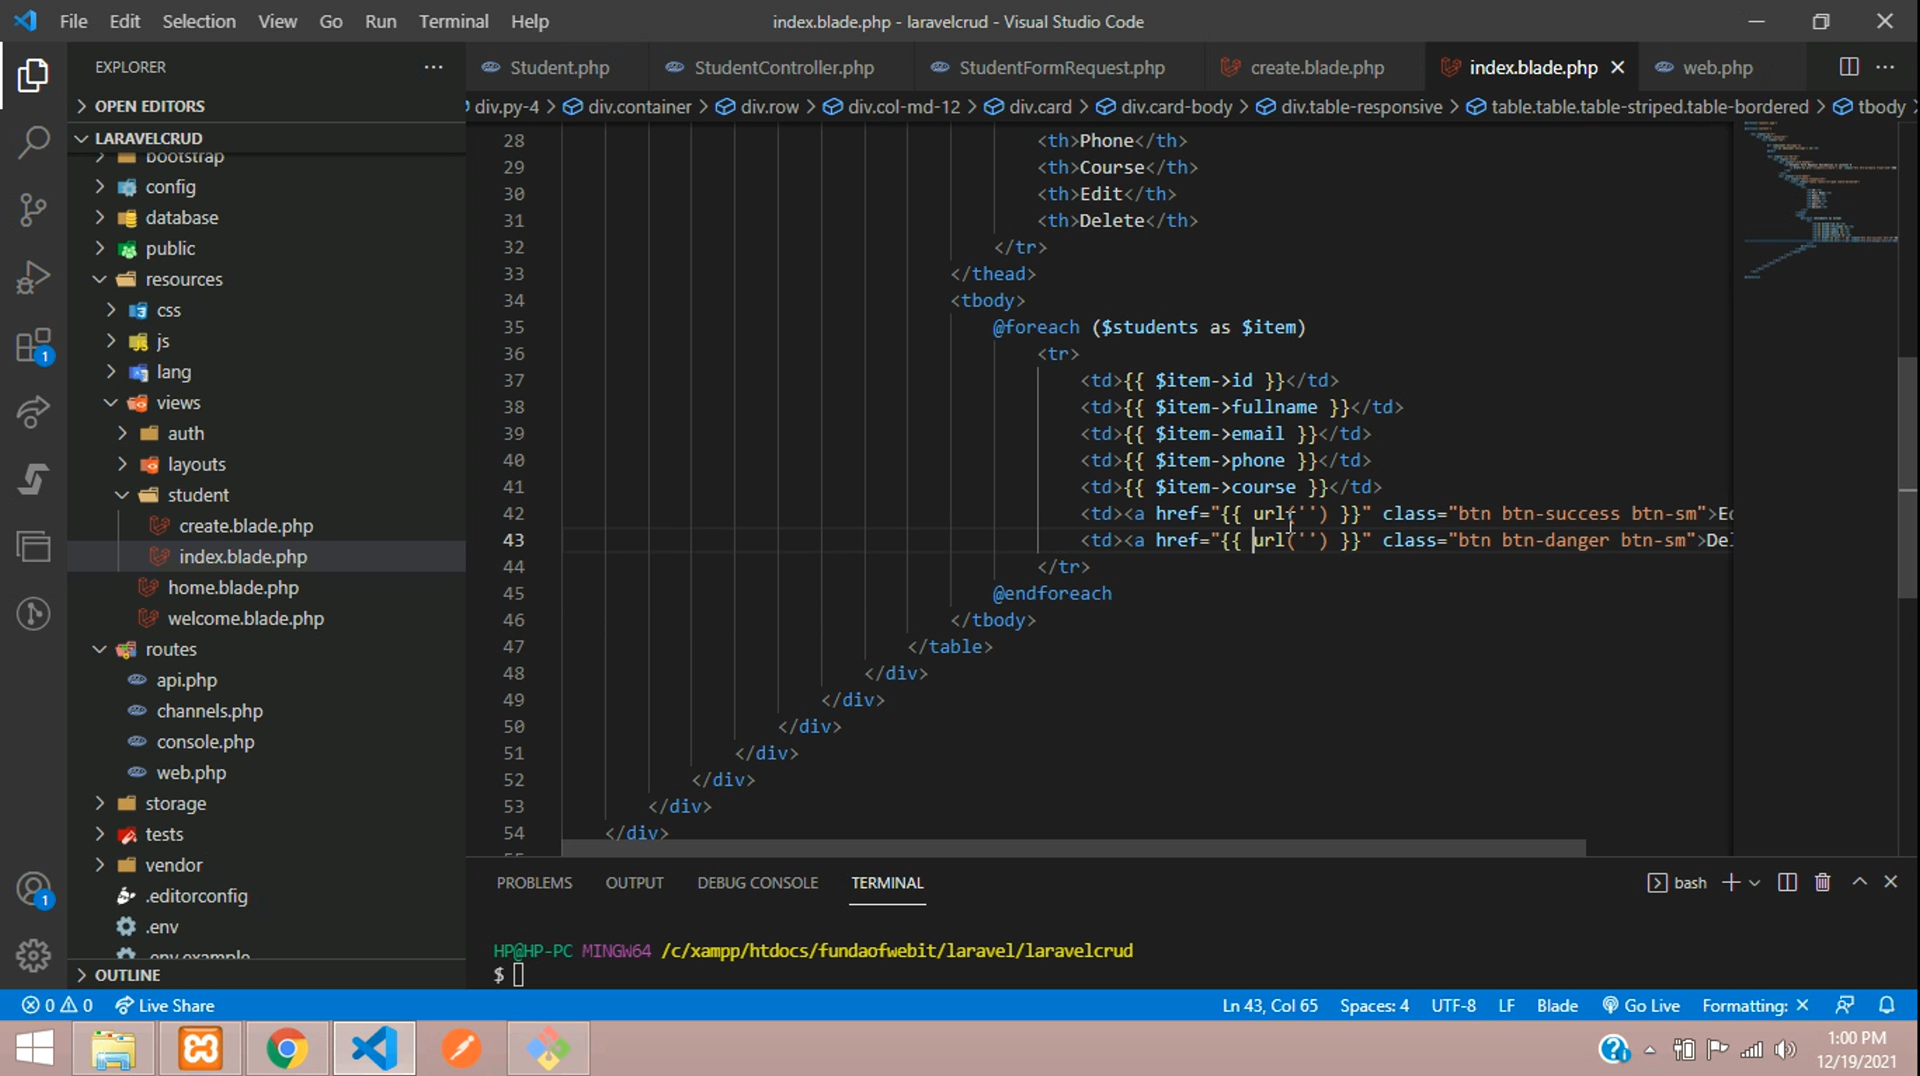 File Edit Selection View Go Run Terminal Help
index.blade.php - laravelcrud - Visual Studio Code
EXPLORER
Student.php StudentController.php StudentFormRequest.php create.blade.php index.blade.php web.php
OPEN EDITORS
div.py-4 > div.container > div.row > div.col-md-12 > div.card > div.card-body > div.table-responsive > table.table.table-striped.table-bordered > tbody >
LARAVELCRUD
bootstrap
config
database
public
resources
css
js
lang
views
auth
layouts
student
create.blade.php
index.blade.php
home.blade.php
welcome.blade.php
routes
api.php
channels.php
console.php
web.php
storage
tests
vendor
.editorconfig
.env
.env.example
OUTLINE
28 <th>Phone</th>
29 <th>Course</th>
30 <th>Edit</th>
31 <th>Delete</th>
32 </tr>
33 </thead>
34 <tbody>
35 @foreach ($students as $item)
36 <tr>
37 <td>{{ $item->id }}</td>
38 <td>{{ $item->fullname }}</td>
39 <td>{{ $item->email }}</td>
40 <td>{{ $item->phone }}</td>
41 <td>{{ $item->course }}</td>
42 <td><a href="{{ url('') }}" class="btn btn-success btn-sm">Ed
43 <td><a href="{{ url('') }}" class="btn btn-danger btn-sm">Del
44 </tr>
45 @endforeach
46 </tbody>
47 </table>
48 </div>
49 </div>
50 </div>
51 </div>
52 </div>
53 </div>
54 </div>
55
PROBLEMS OUTPUT DEBUG CONSOLE TERMINAL
bash
HP@HP-PC MINGW64 /c/xampp/htdocs/fundaofwebit/laravel/laravelcrud
$
0 0 Live Share
Ln 43, Col 65 Spaces: 4 UTF-8 LF Blade Go Live Formatting: ×
1:00 PM
12/19/2021